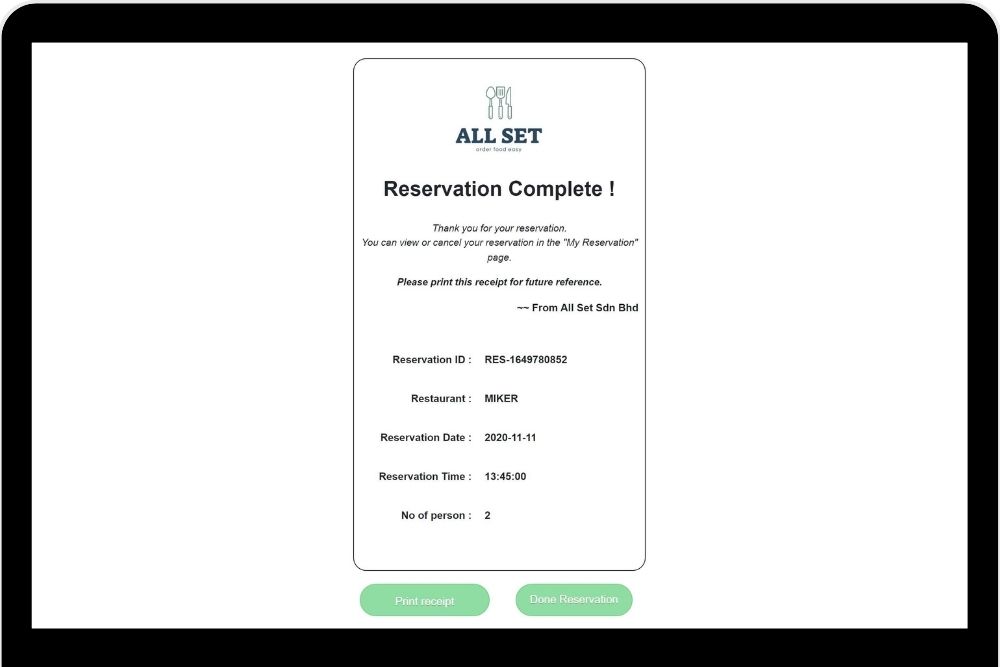 ALL SET
order food easy
Reservation Complete !
Thank you for your reservation.
You can view or cancel your reservation in the "My Reservation"
page.
Please print this receipt for future reference.
~~ From All Set Sdn Bhd
Reservation ID : RES-1649780852
Restaurant : MIKER
Reservation Date : 2020-11-11
Reservation Time : 13:45:00
No of person : 2
Print receipt Done Reservation